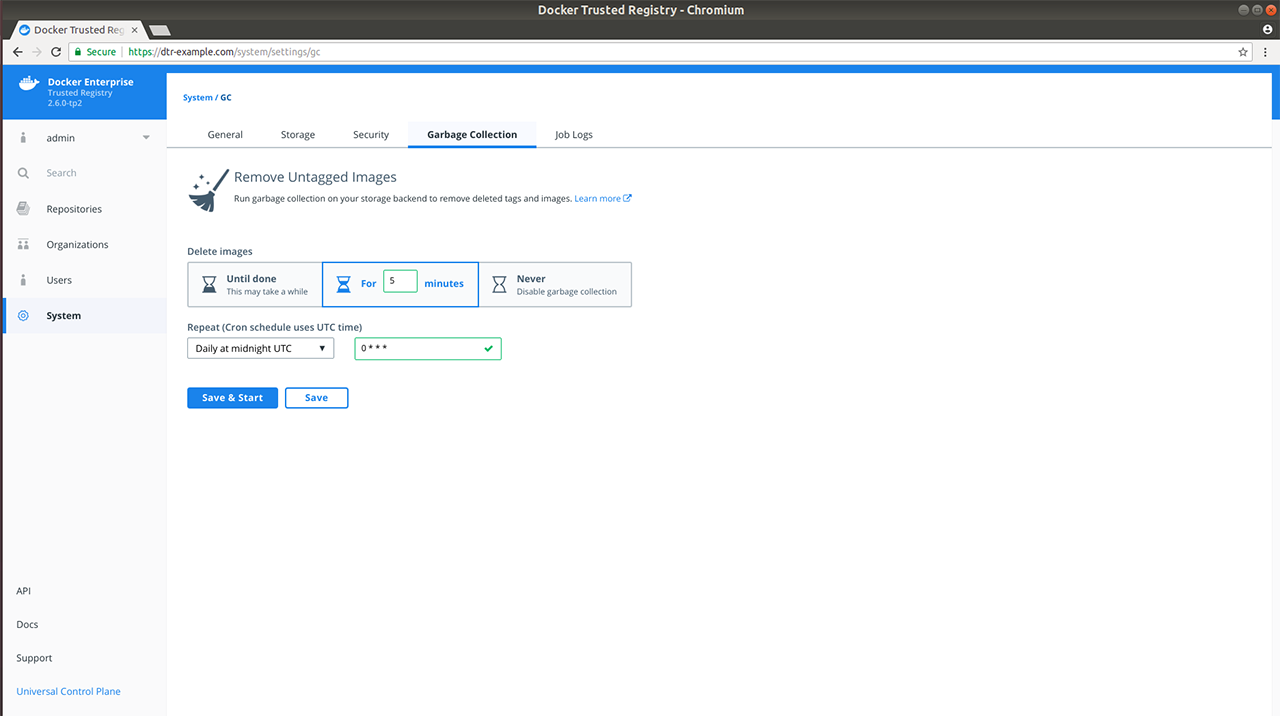 Docker Trusted Registry - Chromium
Docker Trusted Reg
Secure https://dtr-example.com/system/settings/gc
Docker Enterprise
Trusted Registry
2.6.0-tp2
admin
Search
Repositories
Organizations
Users
System
API
Docs
Support
Universal Control Plane
System / GC
General Storage Security Garbage Collection Job Logs
Remove Untagged Images
Run garbage collection on your storage backend to remove deleted tags and images. Learn more
Delete images
Until done
This may take a while
For 5 minutes
Never
Disable garbage collection
Repeat (Cron schedule uses UTC time)
Daily at midnight UTC 0 * * *
Save & Start Save